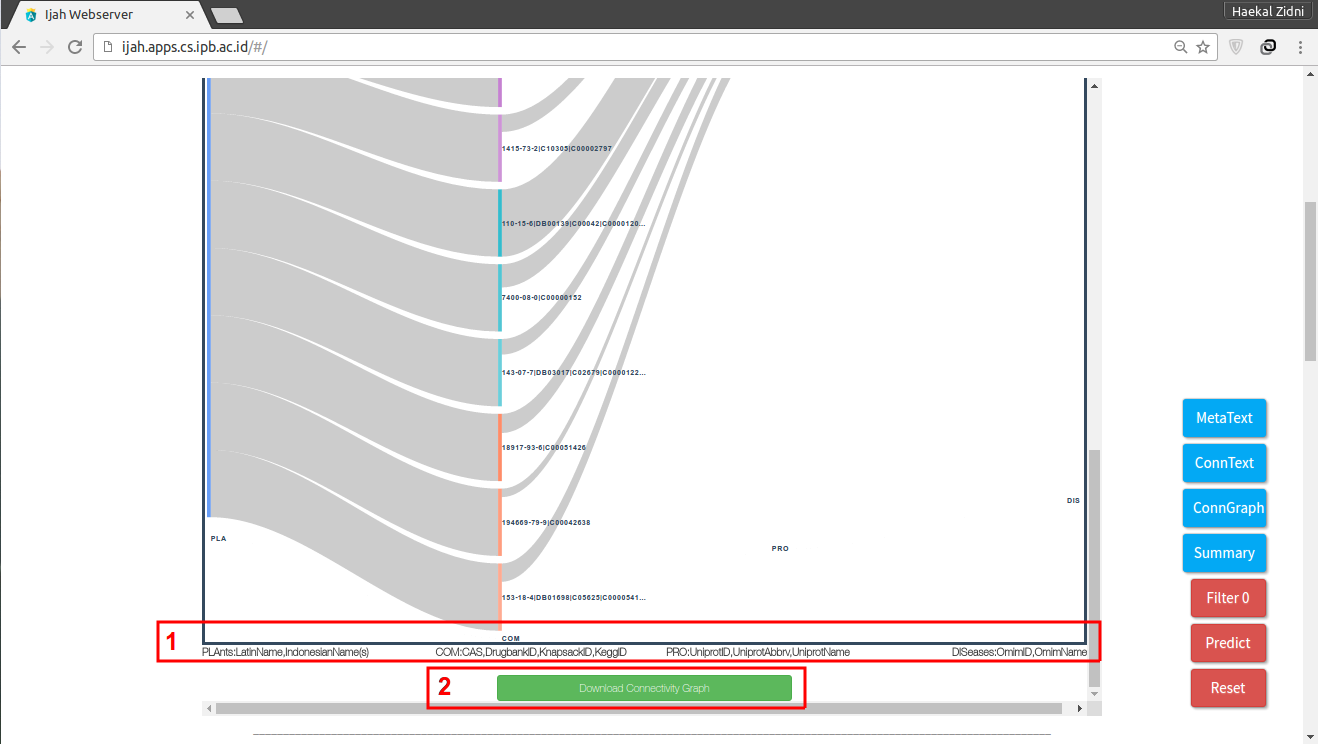 Ijah Webserver
Haekal Zidni
ijah.apps.cs.ipb.ac.id/#/
1415-73-2|C10305|C00002797
110-15-6|DB00139|C00042|C0000120...
7400-08-0|C00000152
143-07-7|DB03017|C02679|C0000122...
18917-93-6|C00051426
194669-79-9|C00042638
153-18-4|DB01698|C05625|C0000541...
PLA
COM
PRO
DIS
MetaText
ConnText
ConnGraph
Summary
Filter 0
Predict
Reset
1
PLAnts:LatinName,IndonesianName(s) COM:CAS,DrugbankID,KnapsackID,KeggID PRO:UniprotID,UniprotAbbrv,UniprotName DISeases:OmimID,OmimName
2
Download Connectivity Graph